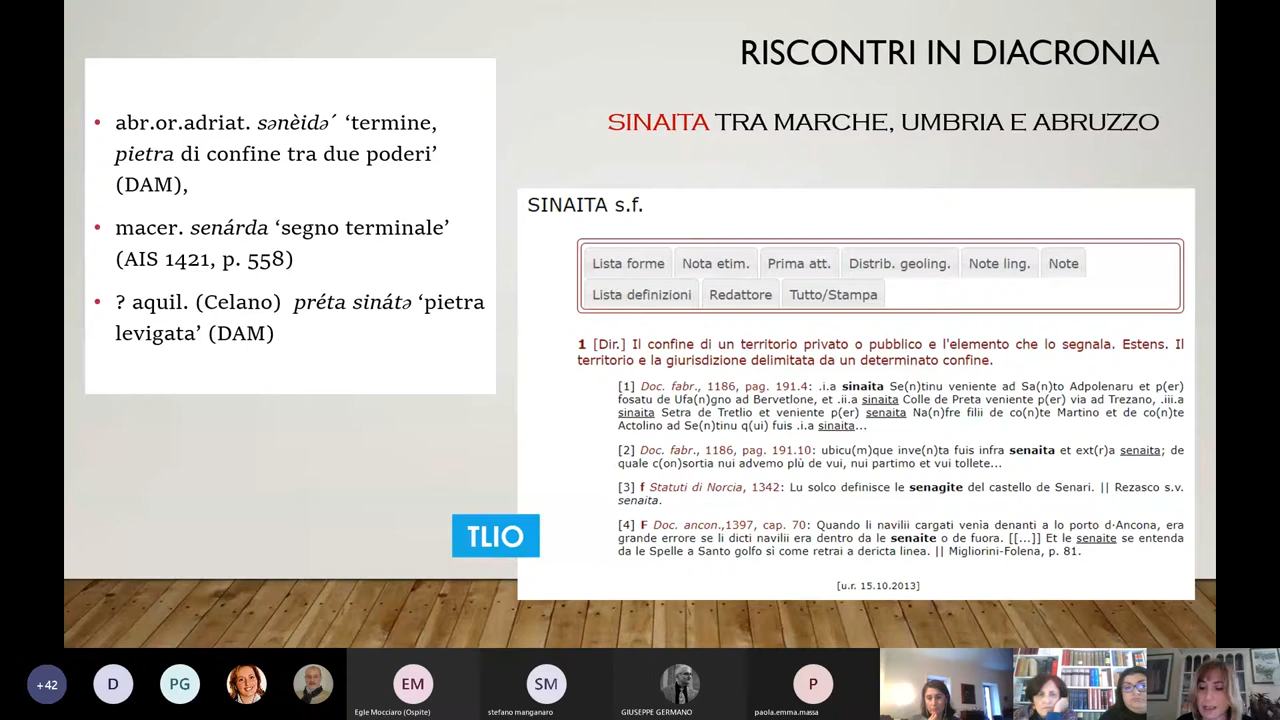 RISCONTRI IN DIACRONIA
SINAITA TRA MARCHE, UMBRIA E ABRUZZO
• abr.or.adriat. sənèidə´ ‘termine,
pietra di confine tra due poderi’
(DAM),
• macer. senárda ‘segno terminale’
(AIS 1421, p. 558)
• ? aquil. (Celano) préta sinátə ‘pietra
levigata’ (DAM)
SINAITA s.f.
Lista forme Nota etim. Prima att. Distrib. geoling. Note ling. Note
Lista definizioni Redattore Tutto/Stampa
1 [Dir.] Il confine di un territorio privato o pubblico e l'elemento che lo segnala. Estens. Il
territorio e la giurisdizione delimitata da un determinato confine.
[1] Doc. fabr., 1186, pag. 191.4: .i.a sinaita Se(n)tinu veniente ad Sa(n)to Adpolenaru et p(er)
fosatu de Ufa(n)gno ad Bervetlone, et .ii.a sinaita Colle de Preta veniente p(er) via ad Trezano, .iii.a
sinaita Setra de Tretlio et veniente p(er) senaita Na(n)fre filii de co(n)te Martino et de co(n)te
Actolino ad Se(n)tinu q(ui) fuis .i.a sinaita...
[2] Doc. fabr., 1186, pag. 191.10: ubicu(m)que inve(n)ta fuis infra senaita et ext(r)a senaita; de
quale c(on)sortia nui advemo plù de vui, nui partimo et vui tollete...
[3] f Statuti di Norcia, 1342: Lu solco definisce le senagite del castello de Senari. || Rezasco s.v.
senaita.
[4] F Doc. ancon.,1397, cap. 70: Quando li navilii cargati venia denanti a lo porto d·Ancona, era
grande errore se li dicti navilii era dentro da le senaite o de fuora. [[...]] Et le senaite se entenda
da le Spelle a Santo golfo sì come retrai a dericta linea. || Migliorini-Folena, p. 81.
[u.r. 15.10.2013]
TLIO
+42
D
PG
EM
SM
P
Egle Mocciaro (Ospite)
stefano manganaro
GIUSEPPE GERMANO
paola.emma.massa